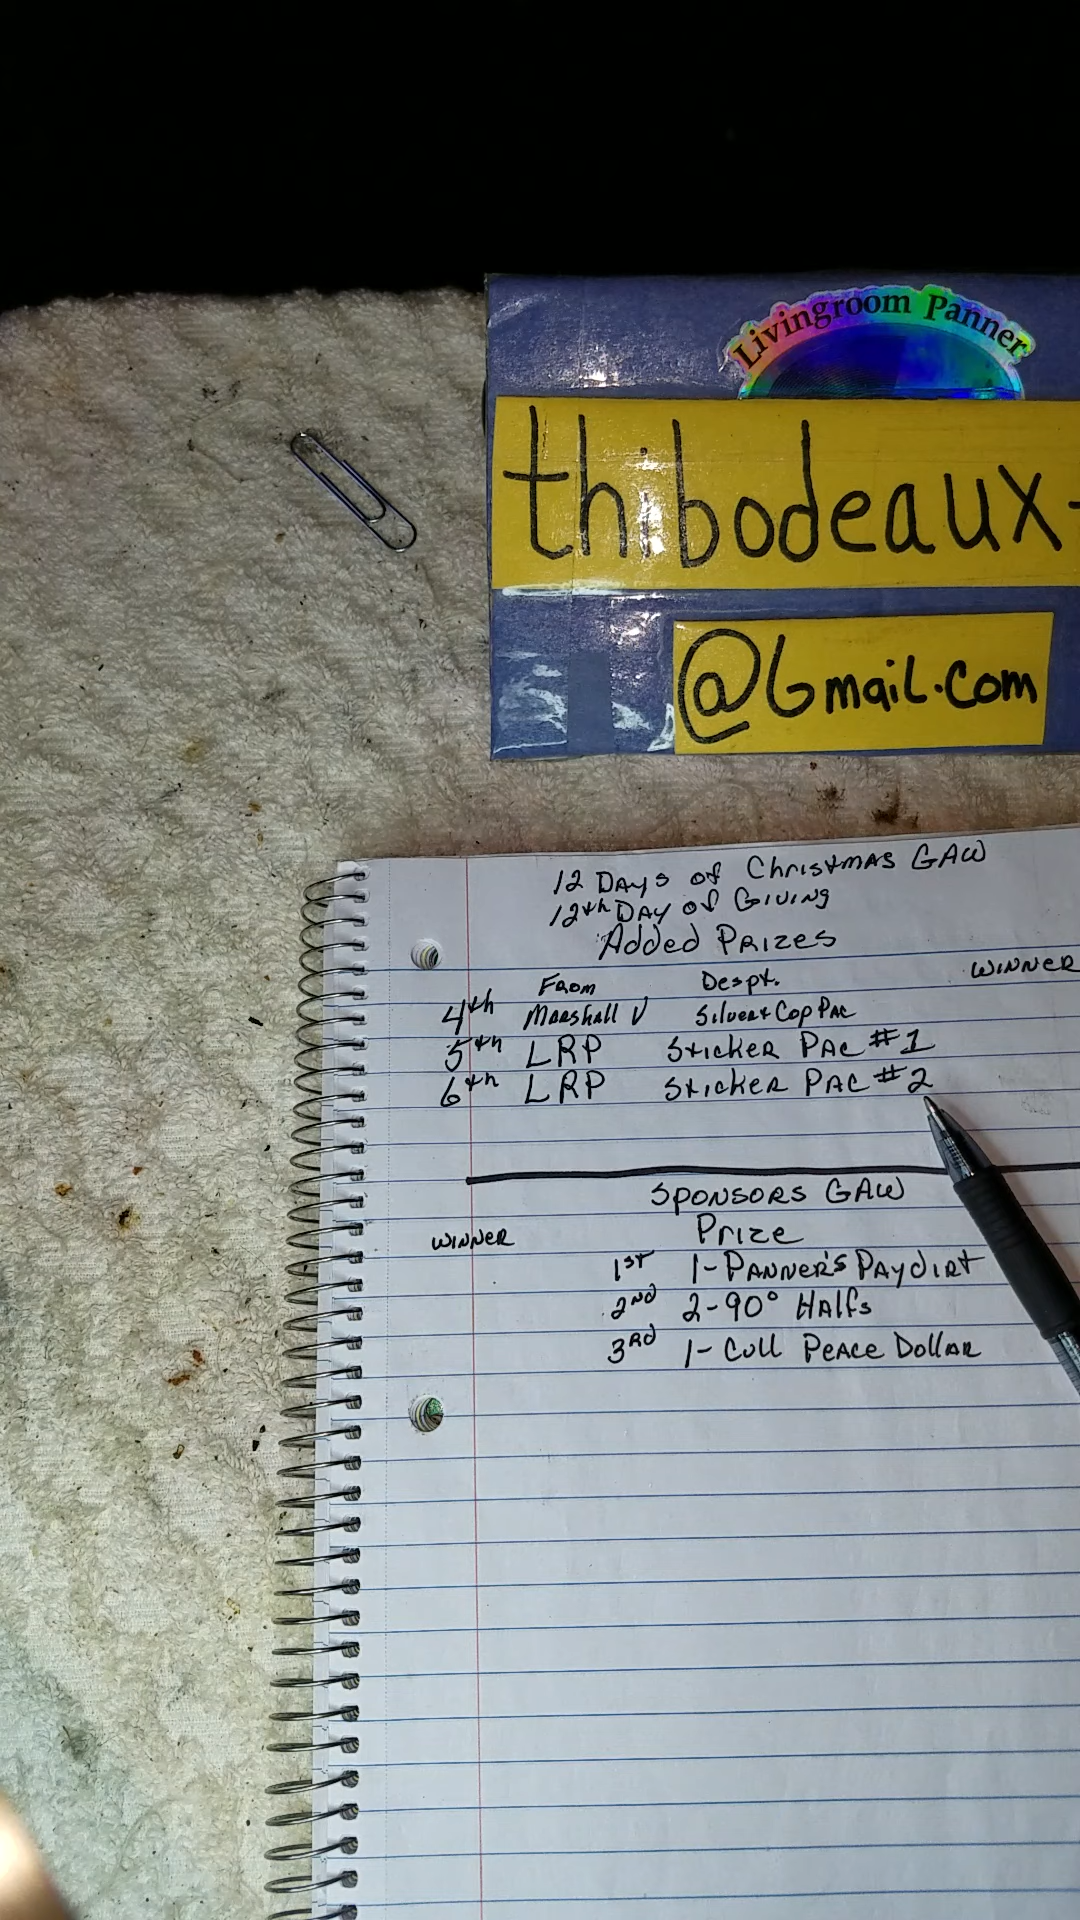 Livingroom Panner
thibodeaux-
@Gmail.com
12 Days of Christmas GAW
12th Day of Giving
Added Prizes
From Despt. Winner
4th Marshall V Silver+Cop Pac
5th LRP Sticker Pac #1
6th LRP Sticker Pac #2
Sponsors GAW
Winner Prize
1st 1-Panner's Paydirt
2nd 2-90° Halfs
3rd 1-Cull Peace Dollar